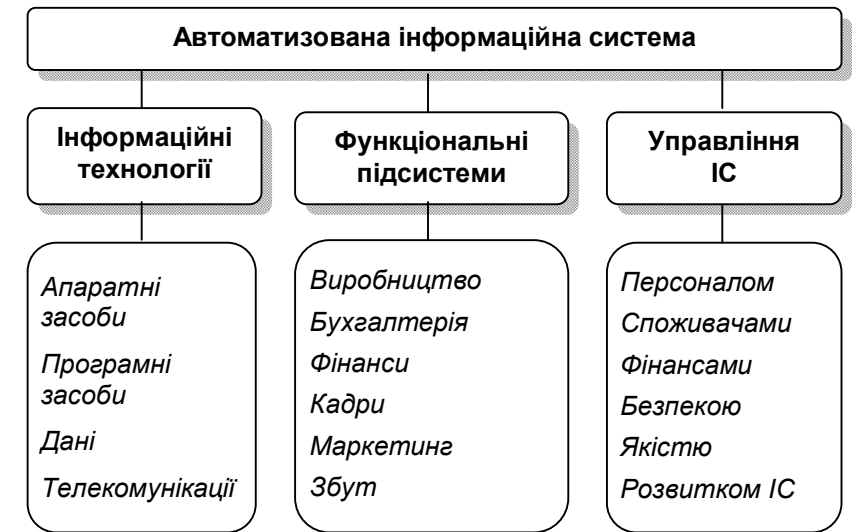 Автоматизована інформаційна система
Інформаційні
технології
Функціональні
підсистеми
Управління
ІС
Апаратні
засоби
Програмні
засоби
Дані
Телекомунікації
Виробництво
Бухгалтерія
Фінанси
Кадри
Маркетинг
Збут
Персоналом
Споживачами
Фінансами
Безпекою
Якістю
Розвитком ІС